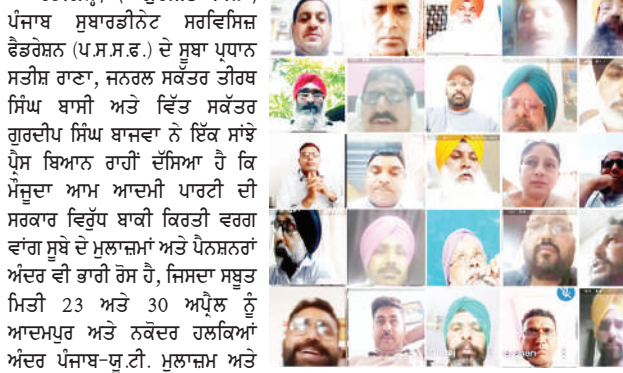 ਪੰਜਾਬ ਸੁਬਾਰਡੀਨੇਟ ਸਰਵਿਸਿਜ਼
ਫੈਡਰੇਸ਼ਨ (ਪ.ਸ.ਸ.ਫ.) ਦੇ ਸੂਬਾ ਪ੍ਰਧਾਨ
ਸਤੀਸ਼ ਰਾਣਾ, ਜਨਰਲ ਸਕੱਤਰ ਤੀਰਥ
ਸਿੰਘ ਬਾਸੀ ਅਤੇ ਵਿੱਤ ਸਕੱਤਰ
ਗੁਰਦੀਪ ਸਿੰਘ ਬਾਜਵਾ ਨੇ ਇੱਕ ਸਾਂਝੇ
ਪ੍ਰੈਸ ਬਿਆਨ ਰਾਹੀਂ ਦੱਸਿਆ ਹੈ ਕਿ
ਮੌਜੂਦਾ ਆਮ ਆਦਮੀ ਪਾਰਟੀ ਦੀ
ਸਰਕਾਰ ਵਿਰੁੱਧ ਬਾਕੀ ਕਿਰਤੀ ਵਰਗ
ਵਾਂਗ ਸੂਬੇ ਦੇ ਮੁਲਾਜ਼ਮਾਂ ਅਤੇ ਪੈਨਸ਼ਨਰਾਂ
ਅੰਦਰ ਵੀ ਭਾਰੀ ਰੋਸ ਹੈ, ਜਿਸਦਾ ਸਬੂਤ
ਮਿਤੀ 23 ਅਤੇ 30 ਅਪ੍ਰੈਲ ਨੂੰ
ਆਦਮਪੁਰ ਅਤੇ ਨਕੋਦਰ ਹਲਕਿਆਂ
ਅੰਦਰ ਪੰਜਾਬ-ਯੂ.ਟੀ. ਮੁਲਾਜ਼ਮ ਅਤੇ